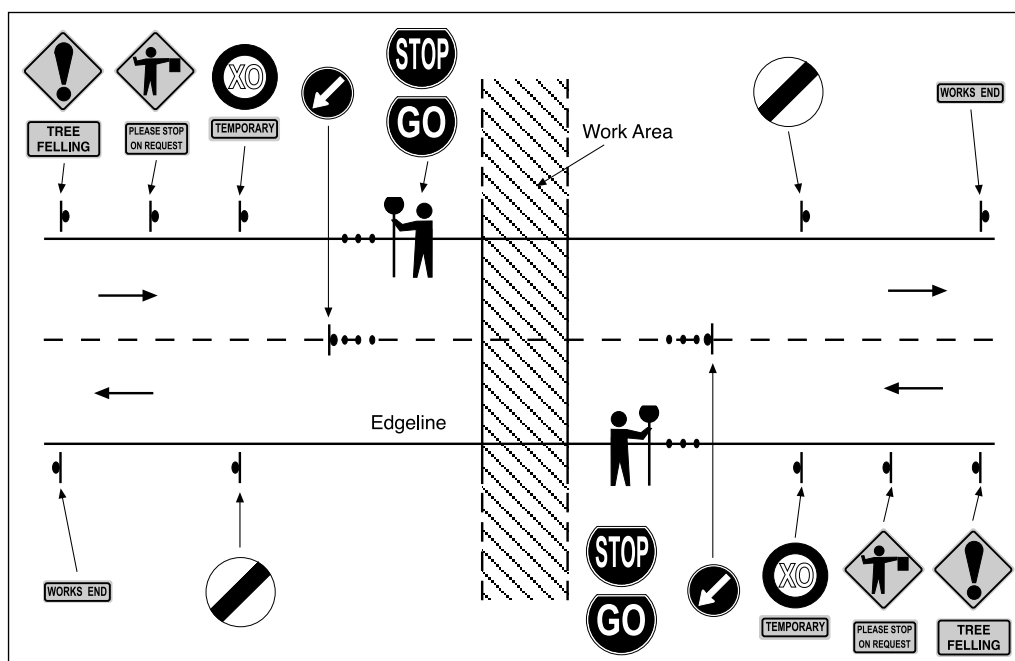 STOP
GO
XO
WORKS END
TREE
FELLING
PLEASE STOP
ON REQUEST
TEMPORARY
Work Area
Edgeline
WORKS END
STOP
GO
XO
TEMPORARY
PLEASE STOP
ON REQUEST
TREE
FELLING